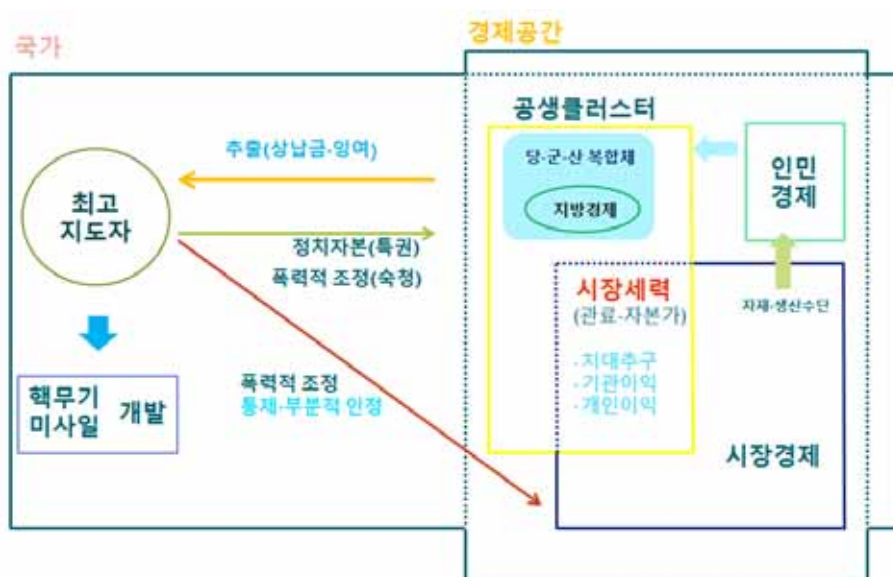 국가
경제공간
공생클러스터
추출(상납금·잉여)
당·군·산 복합체
지방경제
인민
경제
최고
지도자
정치자본(특권)
폭력적 조정(숙청)
시장세력
(관료·자본가)
자재·생산수단
·지대추구
·기관이익
·개인이익
폭력적 조정
통제·부분적 인정
핵무기
미사일
개발
시장경제